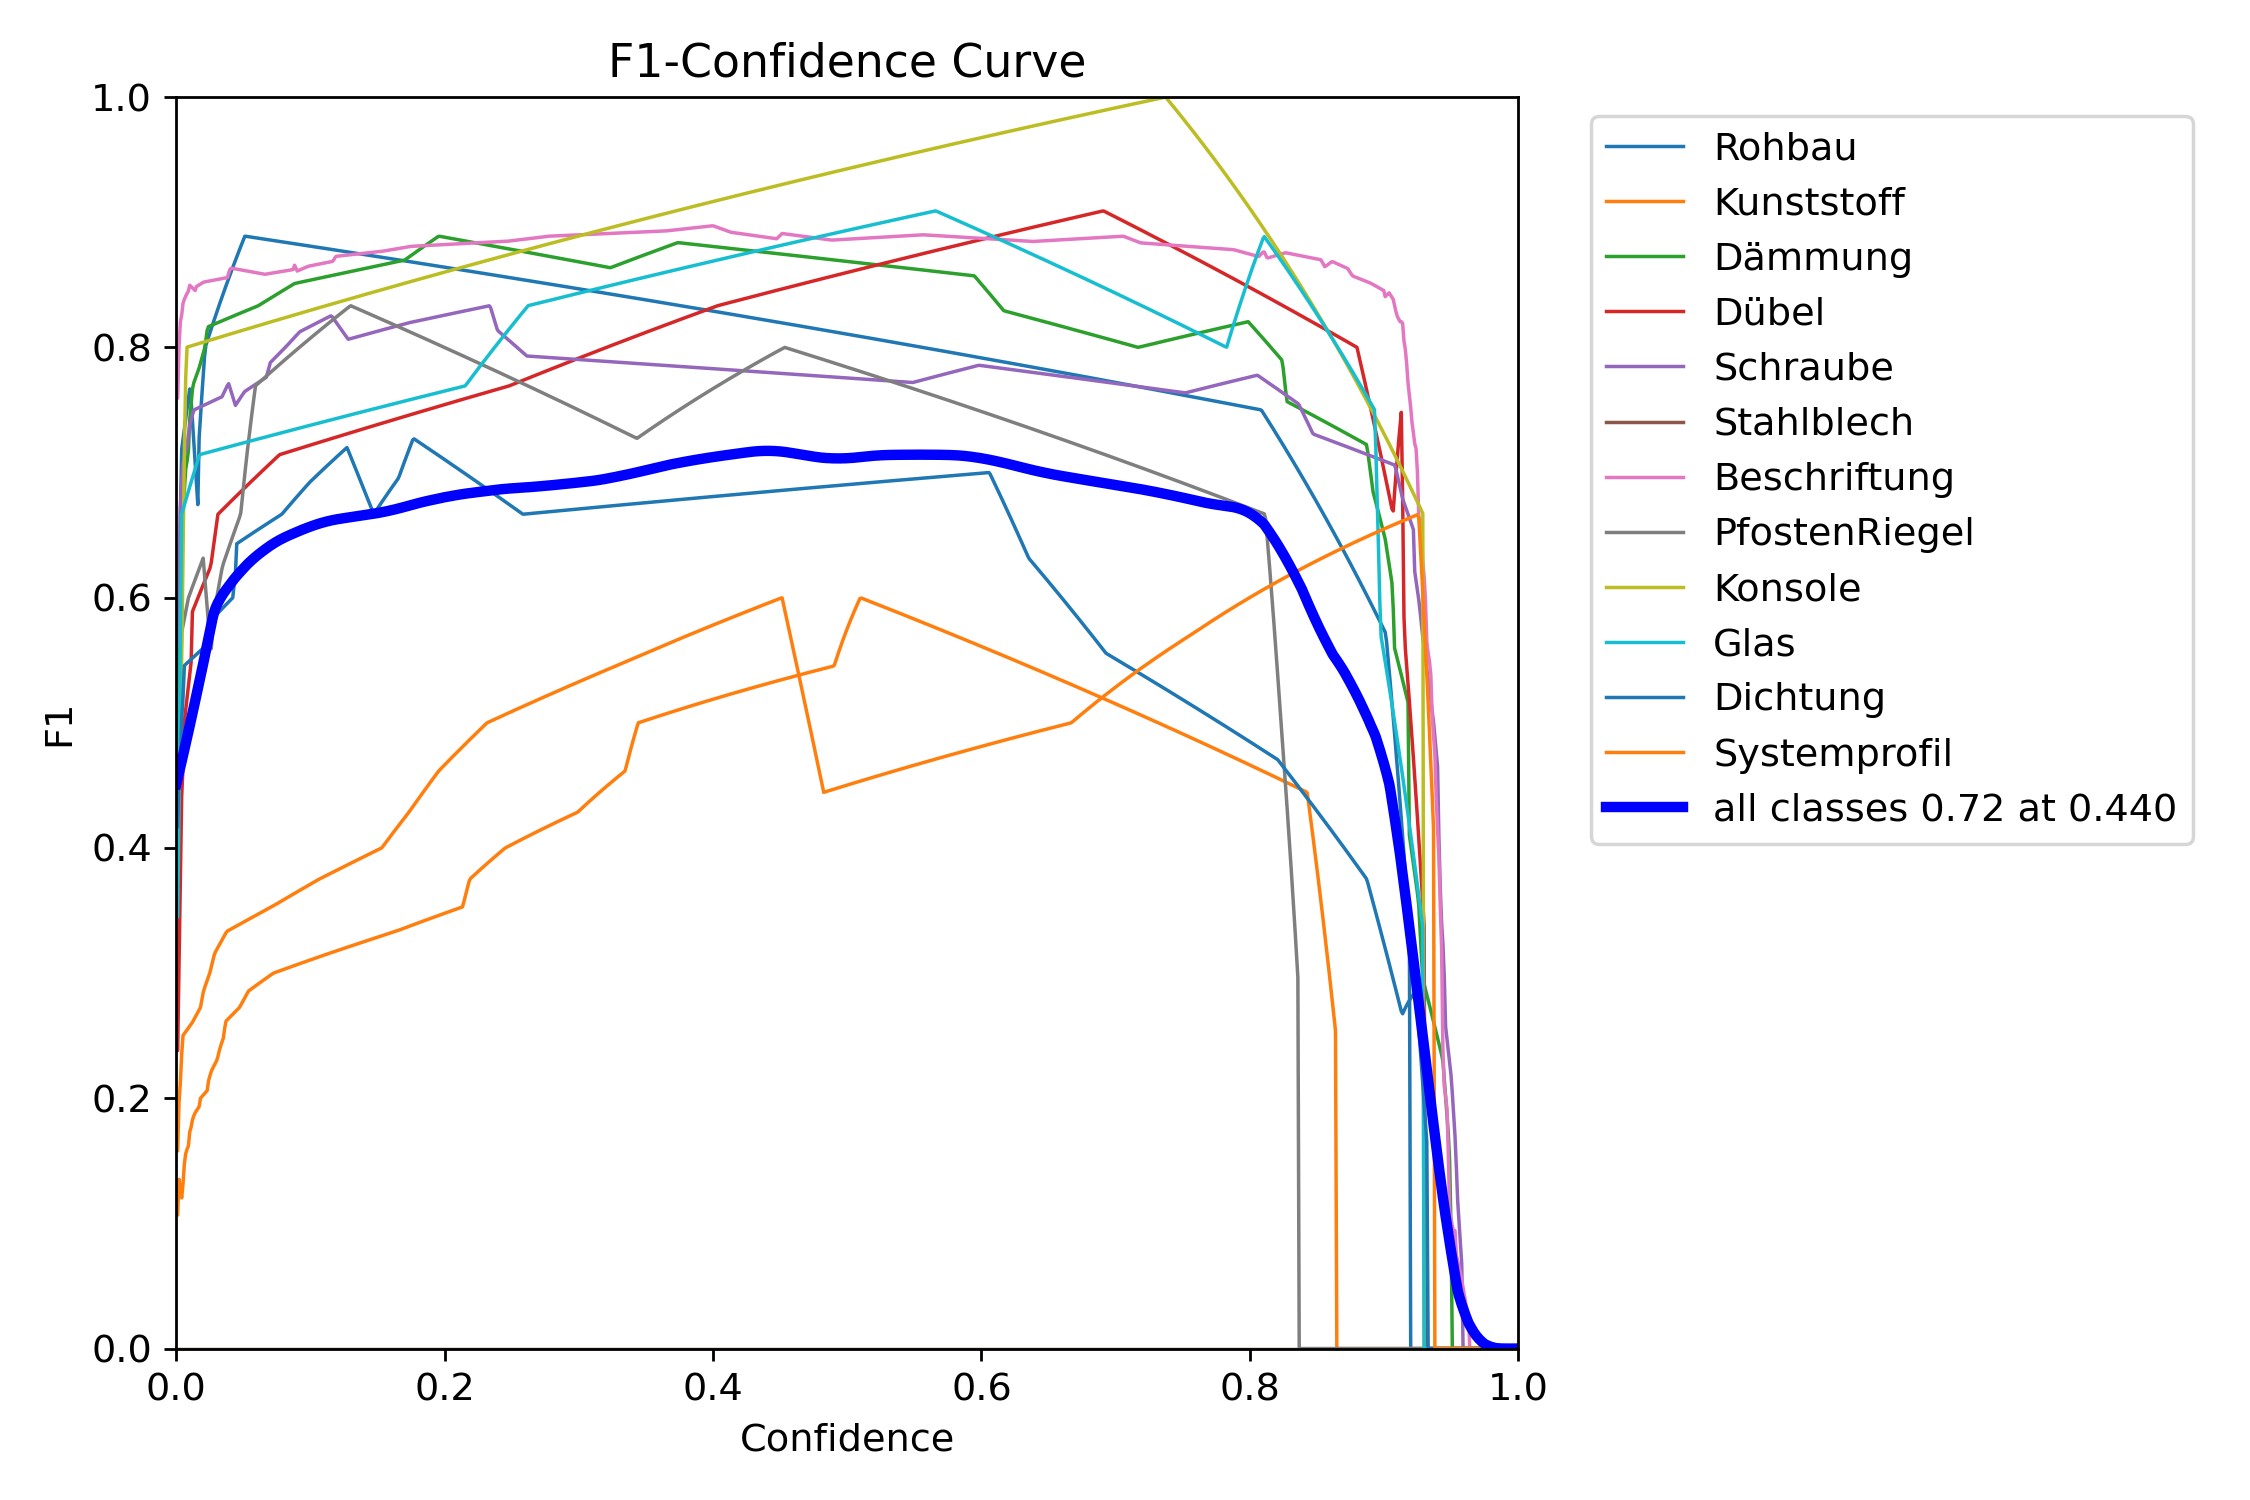 F1-Confidence Curve
1.0
0.8
0.6
0.4
0.2
0.0
F1
0.0 0.2 0.4 0.6 0.8 1.0
Confidence
Rohbau
Kunststoff
Dämmung
Dübel
Schraube
Stahlblech
Beschriftung
PfostenRiegel
Konsole
Glas
Dichtung
Systemprofil
all classes 0.72 at 0.440